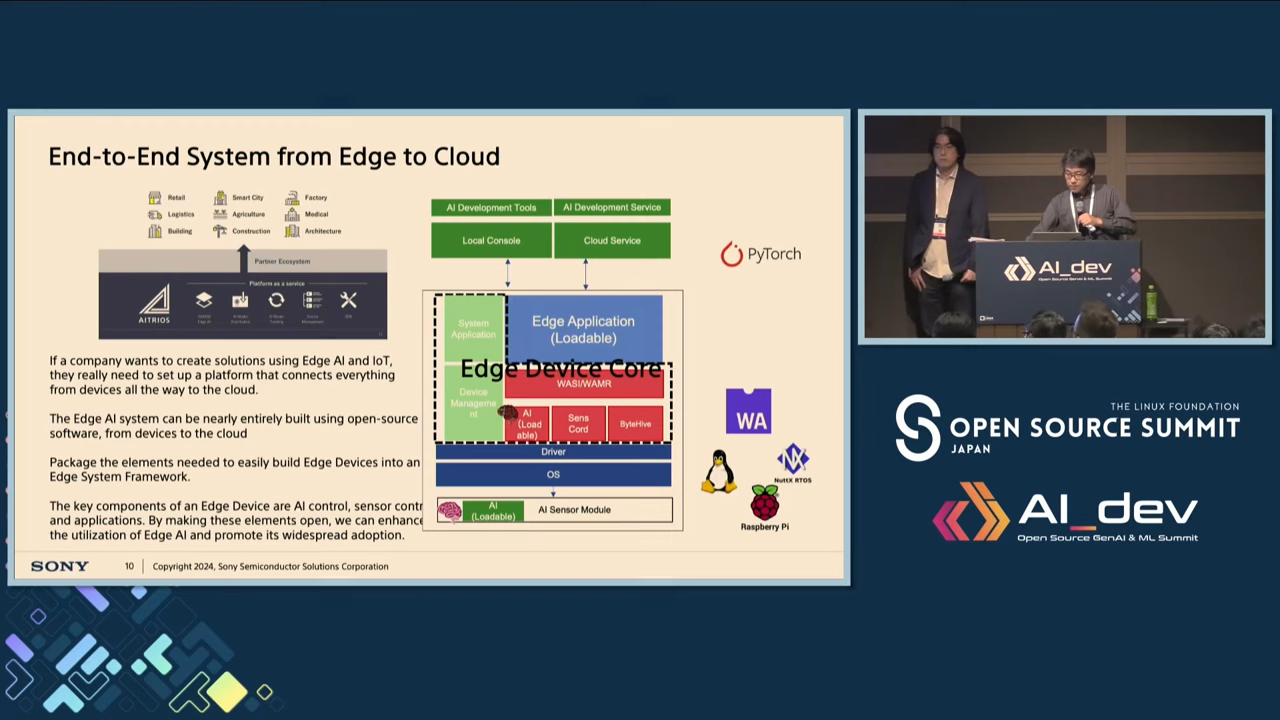 End-to-End System from Edge to Cloud
Retail
Smart City
Factory
Logistics
Agriculture
Medical
Building
Construction
Architecture
Partner Ecosystem
Platform as a service
AITRIOS
If a company wants to create solutions using Edge AI and IoT,
they really need to set up a platform that connects everything
from devices all the way to the cloud.
The Edge AI system can be nearly entirely built using open-source
software, from devices to the cloud
Package the elements needed to easily build Edge Devices into an
Edge System Framework.
The key components of an Edge Device are AI control, sensor contr
and applications. By making these elements open, we can enhance
the utilization of Edge AI and promote its widespread adoption.
AI Development Tools
AI Development Service
Local Console
Cloud Service
System
Application
Edge Application
(Loadable)
Edge Device Core
Device
Manageme
nt
WASI/WAMR
AI
(Load
able)
Sens
Cord
ByteHive
Driver
OS
AI
(Loadable)
AI Sensor Module
PyTorch
WA
NuttX RTOS
Raspberry Pi
SONY
10
Copyright 2024, Sony Semiconductor Solutions Corporation
AI_dev
Open Source GenAI & ML Summit
THE LINUX FOUNDATION
OPEN SOURCE SUMMIT
JAPAN
AI_dev
Open Source GenAI & ML Summit